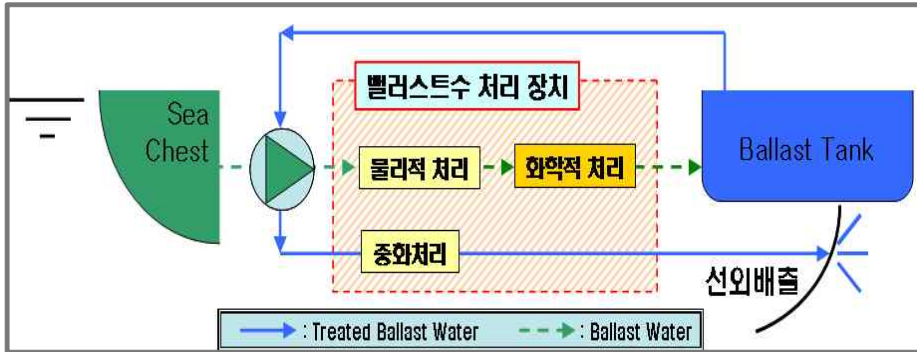 밸러스트수 처리 장치
Sea
Chest
물리적 처리
화학적 처리
Ballast Tank
중화처리
선외배출
: Treated Ballast Water
: Ballast Water